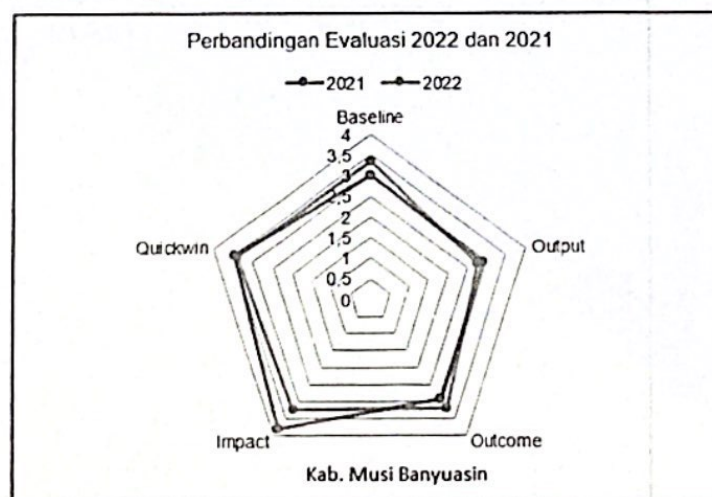 Perbandingan Evaluasi 2022 dan 2021
2021 2022
Baseline
4
3,5
3
2,5
2
1,5
1
0,5
0
Quickwin
Output
Impact
Outcome
Kab. Musi Banyuasin